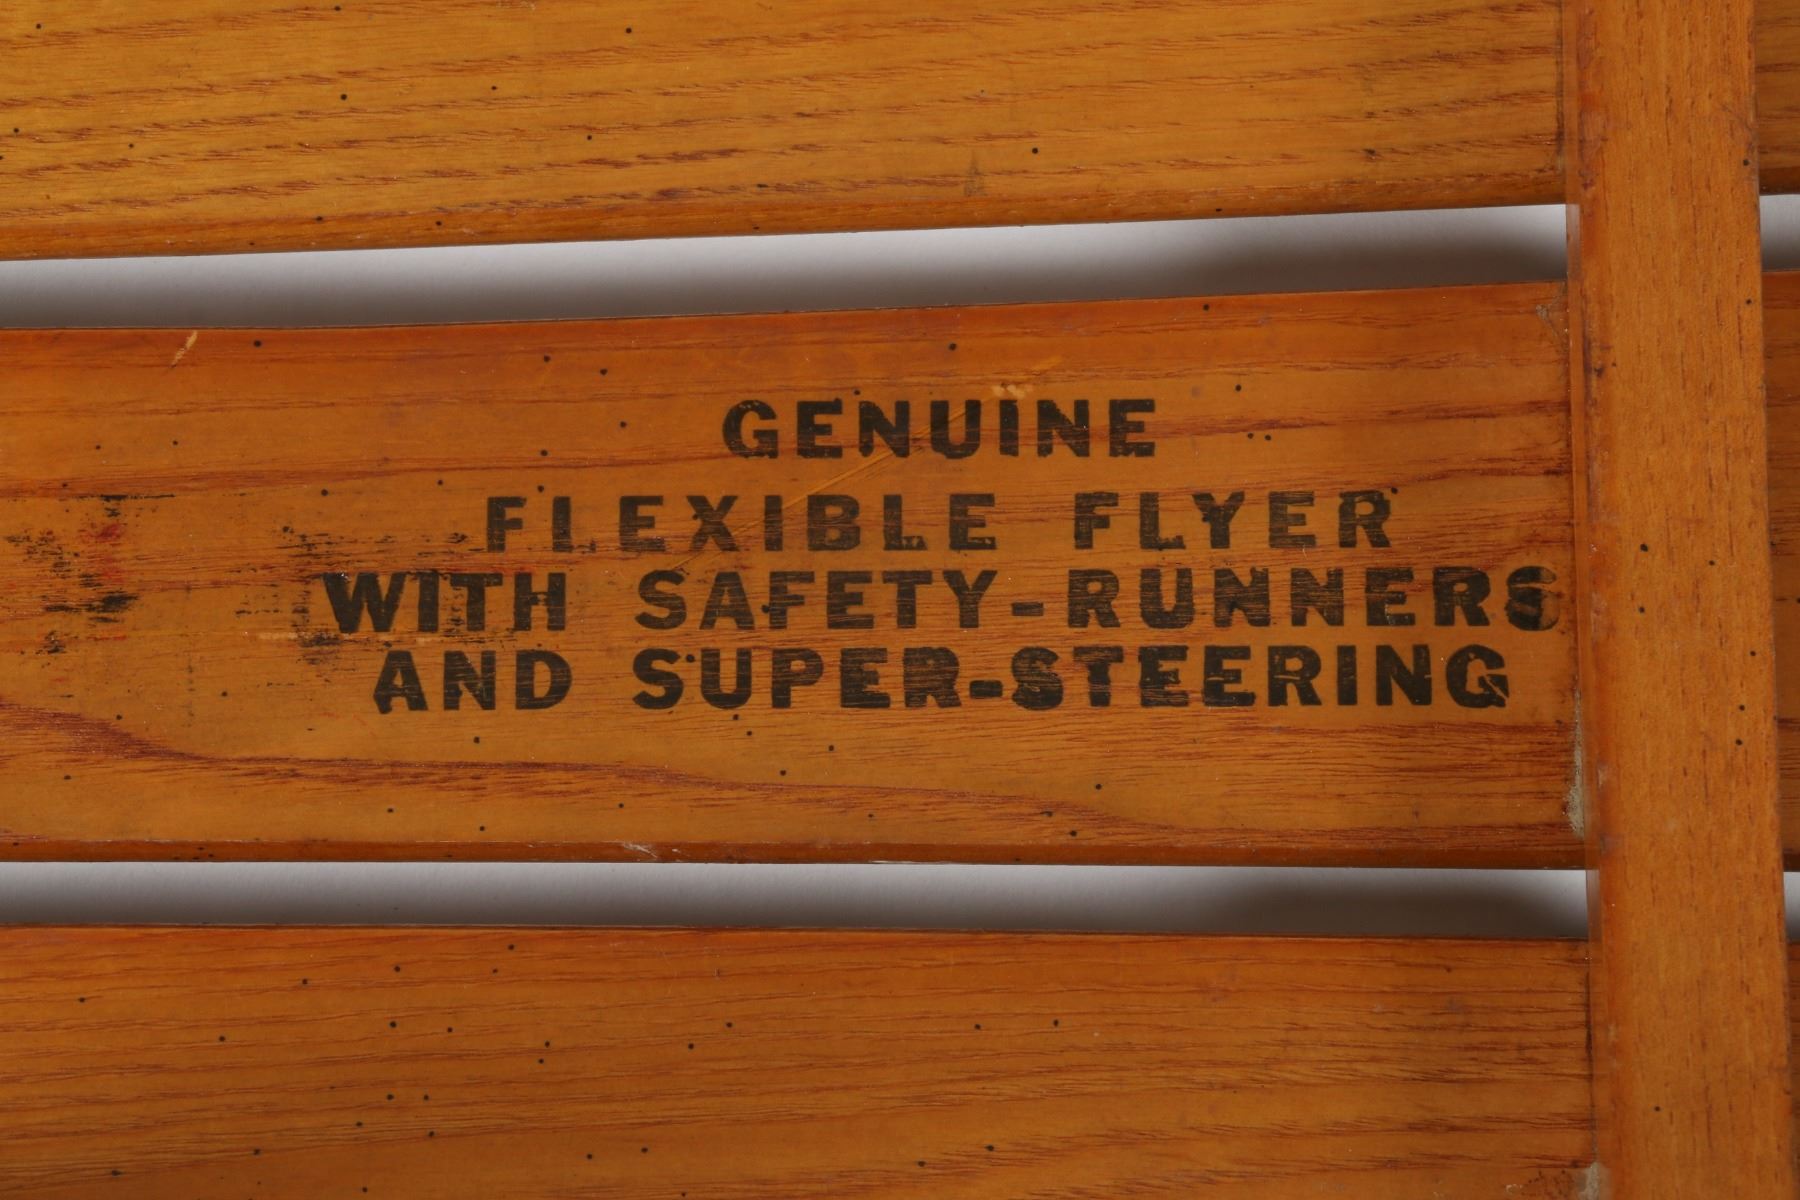 GENUINE
FLEXIBLE FLYER
WITH SAFETY-RUNNERS
AND SUPER-STEERING